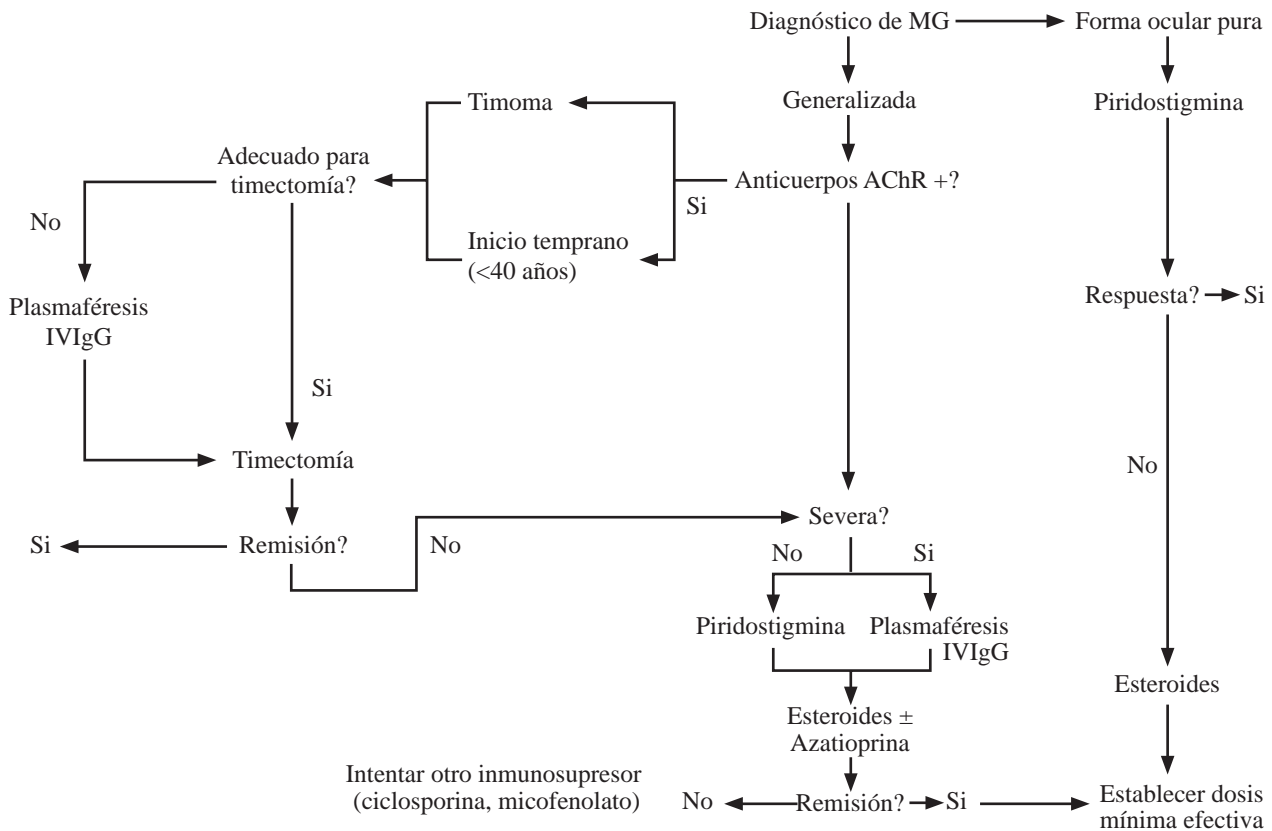 Diagnóstico de MG
Forma ocular pura
Timoma
Generalizada
Piridostigmina
Adecuado para
timectomía?
Anticuerpos AChR +?
No
Si
Inicio temprano
(<40 años)
Plasmaféresis
IVIgG
Respuesta?
Si
Si
Timectomía
No
Severa?
Si
Remisión?
No
No
Si
Piridostigmina
Plasmaféresis
IVIgG
Esteroides
Esteroides ±
Azatioprina
Intentar otro inmunosupresor
(ciclosporina, micofenolato)
No
Remisión?
Si
Establecer dosis
mínima efectiva